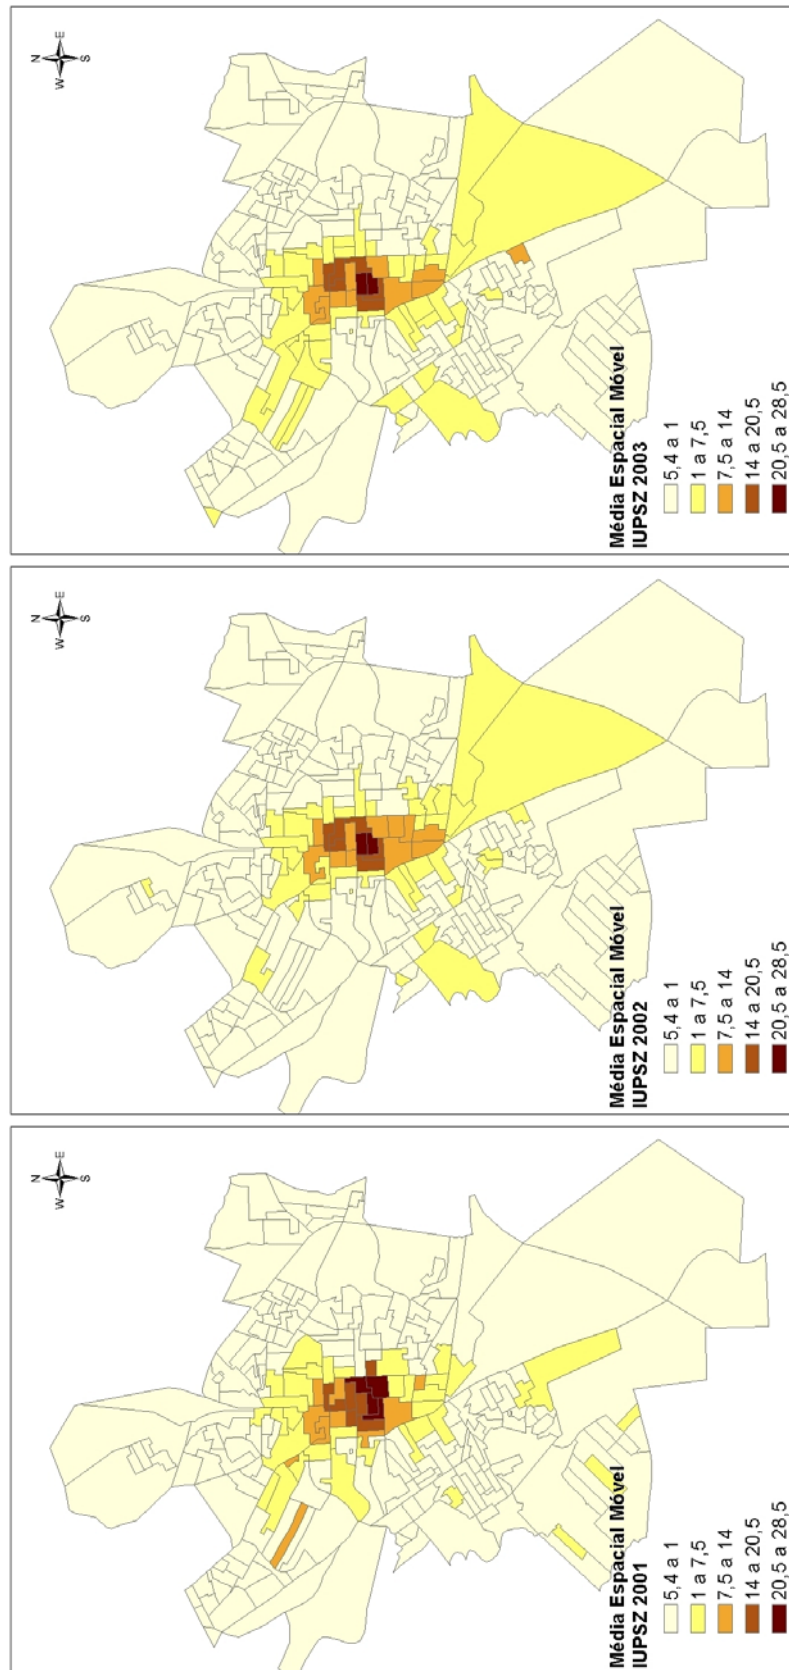 N
W
E
S
Média Espacial Móvel
IUPSZ 2003
5,4 a 1
1 a 7,5
7,5 a 14
14 a 20,5
20,5 a 28,5
N
W
E
S
Média Espacial Móvel
IUPSZ 2002
5,4 a 1
1 a 7,5
7,5 a 14
14 a 20,5
20,5 a 28,5
N
W
E
S
Média Espacial Móvel
IUPSZ 2001
5,4 a 1
1 a 7,5
7,5 a 14
14 a 20,5
20,5 a 28,5